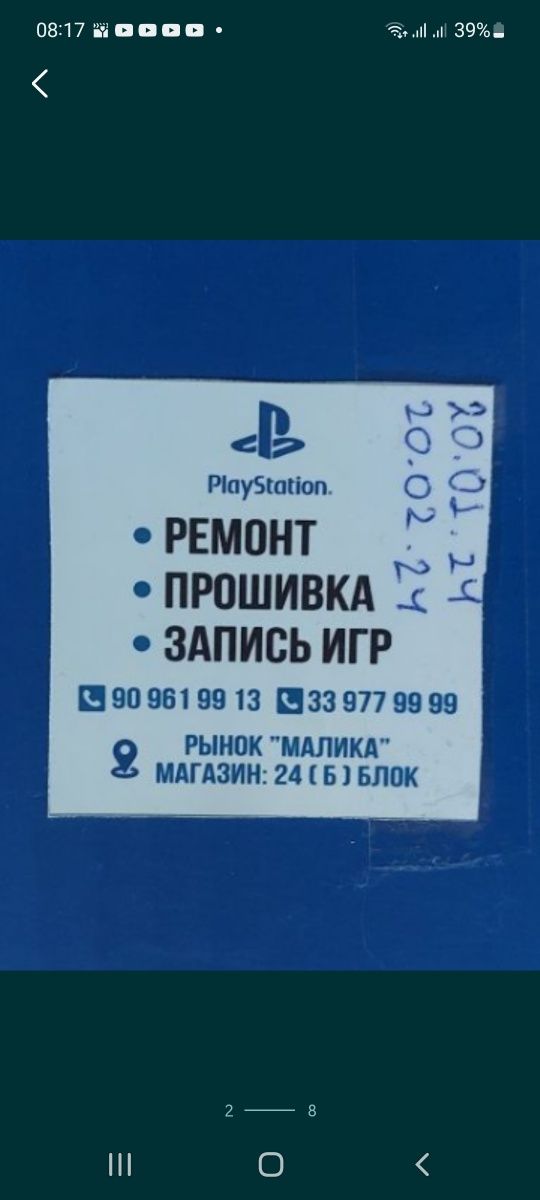 08:17
39%
PlayStation.
• РЕМОНТ
• ПРОШИВКА
• ЗАПИСЬ ИГР
90 961 99 13 33 977 99 99
РЫНОК "МАЛИКА"
МАГАЗИН: 24 ( Б ) БЛОК
20.01.24
20.02.24
2 8